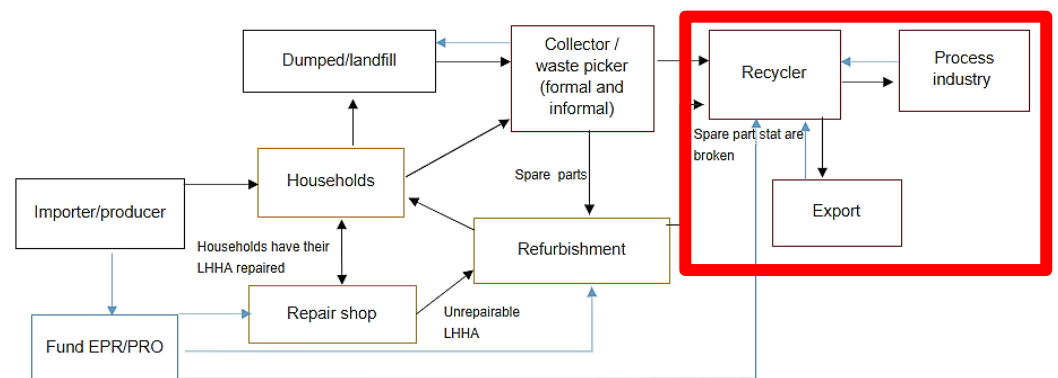 Dumped/landfill
Collector /
waste picker
(formal and
informal)
Recycler
Process
industry
Spare part stat are
broken
Spare parts
Households
Importer/producer
Export
Refurbishment
Households have their
LHHA repaired
Repair shop
Unrepairable
LHHA
Fund EPR/PRO